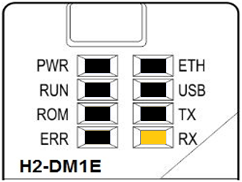 PWR ETH
RUN USB
ROM TX
ERR RX
H2-DM1E